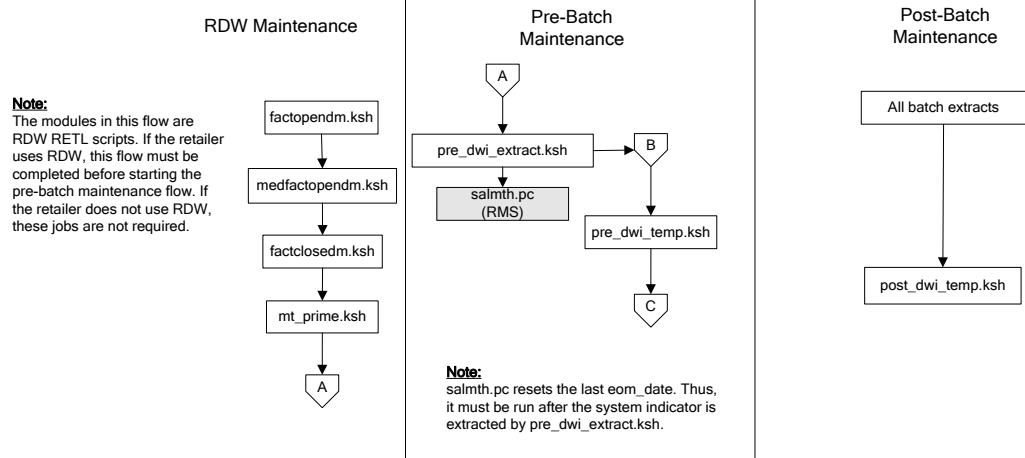 RDW Maintenance
Note:
The modules in this flow are
RDW RETL scripts. If the retailer
uses RDW, this flow must be
completed before starting the
pre-batch maintenance flow. If
the retailer does not use RDW,
these jobs are not required.
factopendm.ksh
medfactopendm.ksh
factclosedm.ksh
mt_prime.ksh
A
Pre-Batch
Maintenance
A
pre_dwi_extract.ksh
B
salmth.pc
(RMS)
pre_dwi_temp.ksh
C
Note:
salmth.pc resets the last eom_date. Thus,
it must be run after the system indicator is
extracted by pre_dwi_extract.ksh.
Post-Batch
Maintenance
All batch extracts
post_dwi_temp.ksh